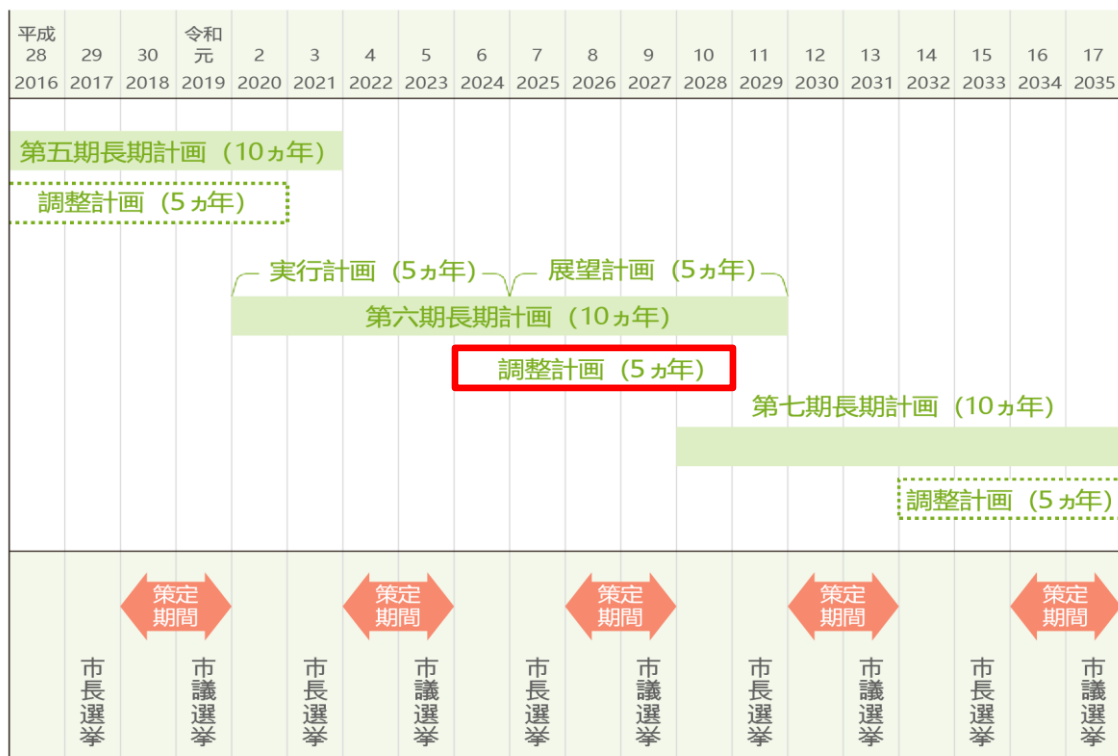 平成 令和
28 29 30 元 2 3 4 5 6 7 8 9 10 11 12 13 14 15 16 17
2016 2017 2018 2019 2020 2021 2022 2023 2024 2025 2026 2027 2028 2029 2030 2031 2032 2033 2034 2035
第五期長期計画（10ヵ年）
調整計画（5ヵ年）
実行計画（5ヵ年） 展望計画（5ヵ年）
第六期長期計画（10ヵ年）
調整計画（5ヵ年）
第七期長期計画（10ヵ年）
調整計画（5ヵ年）
策定 策定 策定 策定 策定
期間 期間 期間 期間 期間
市長選挙
市議選挙
市長選挙
市議選挙
市長選挙
市議選挙
市長選挙
市議選挙
市長選挙
市議選挙